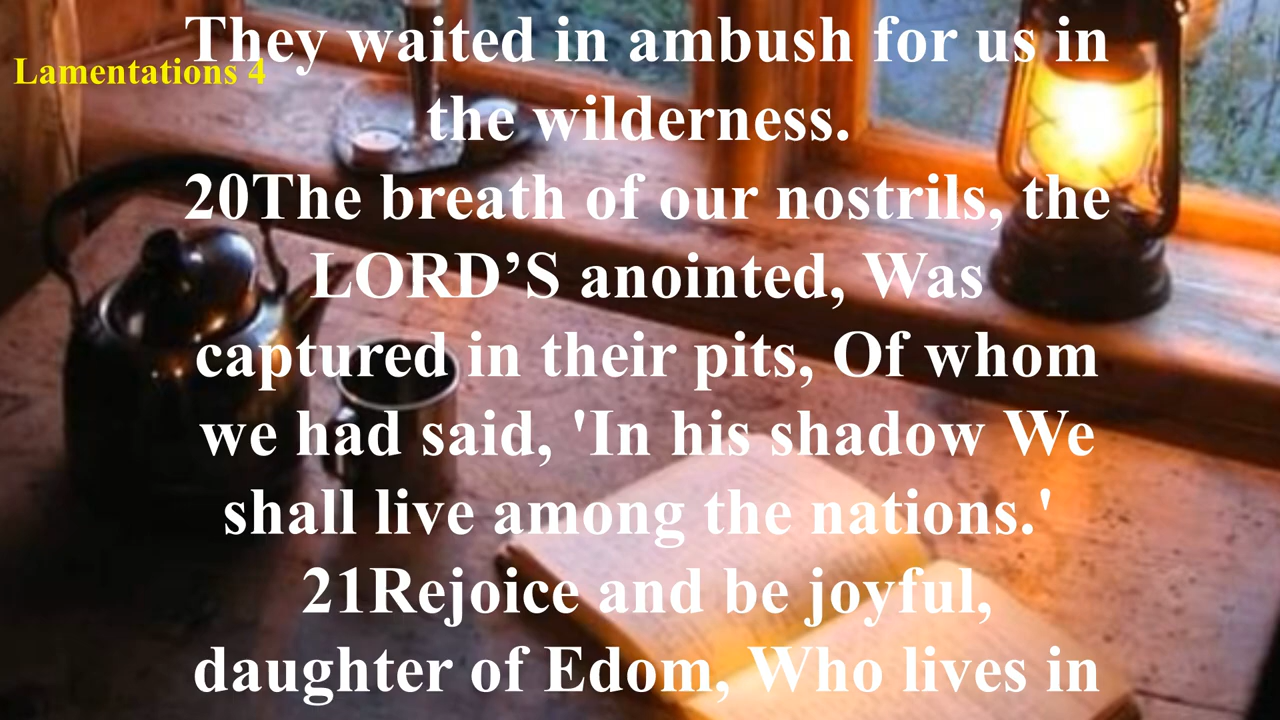 They waited in ambush for us in
Lamentations 4
the wilderness.
20The breath of our nostrils, the
LORD’S anointed, Was
captured in their pits, Of whom
we had said, 'In his shadow We
shall live among the nations.'
21Rejoice and be joyful,
daughter of Edom, Who lives in